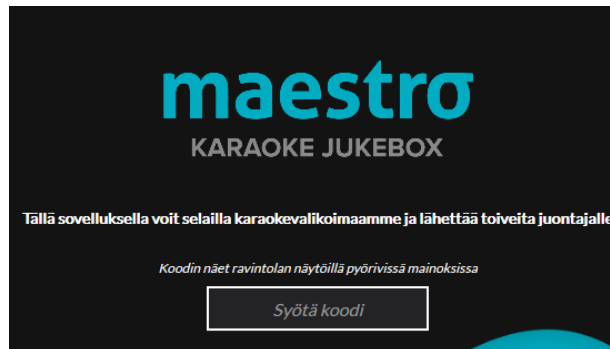 maestro
KARAOKE JUKEBOX
Tällä sovelluksella voit selailla karaokevalikoimaamme ja lähettää toiveita juontajalle
Koodin näet ravintolan näytöillä pyörivissä mainoksissa
Syötä koodi